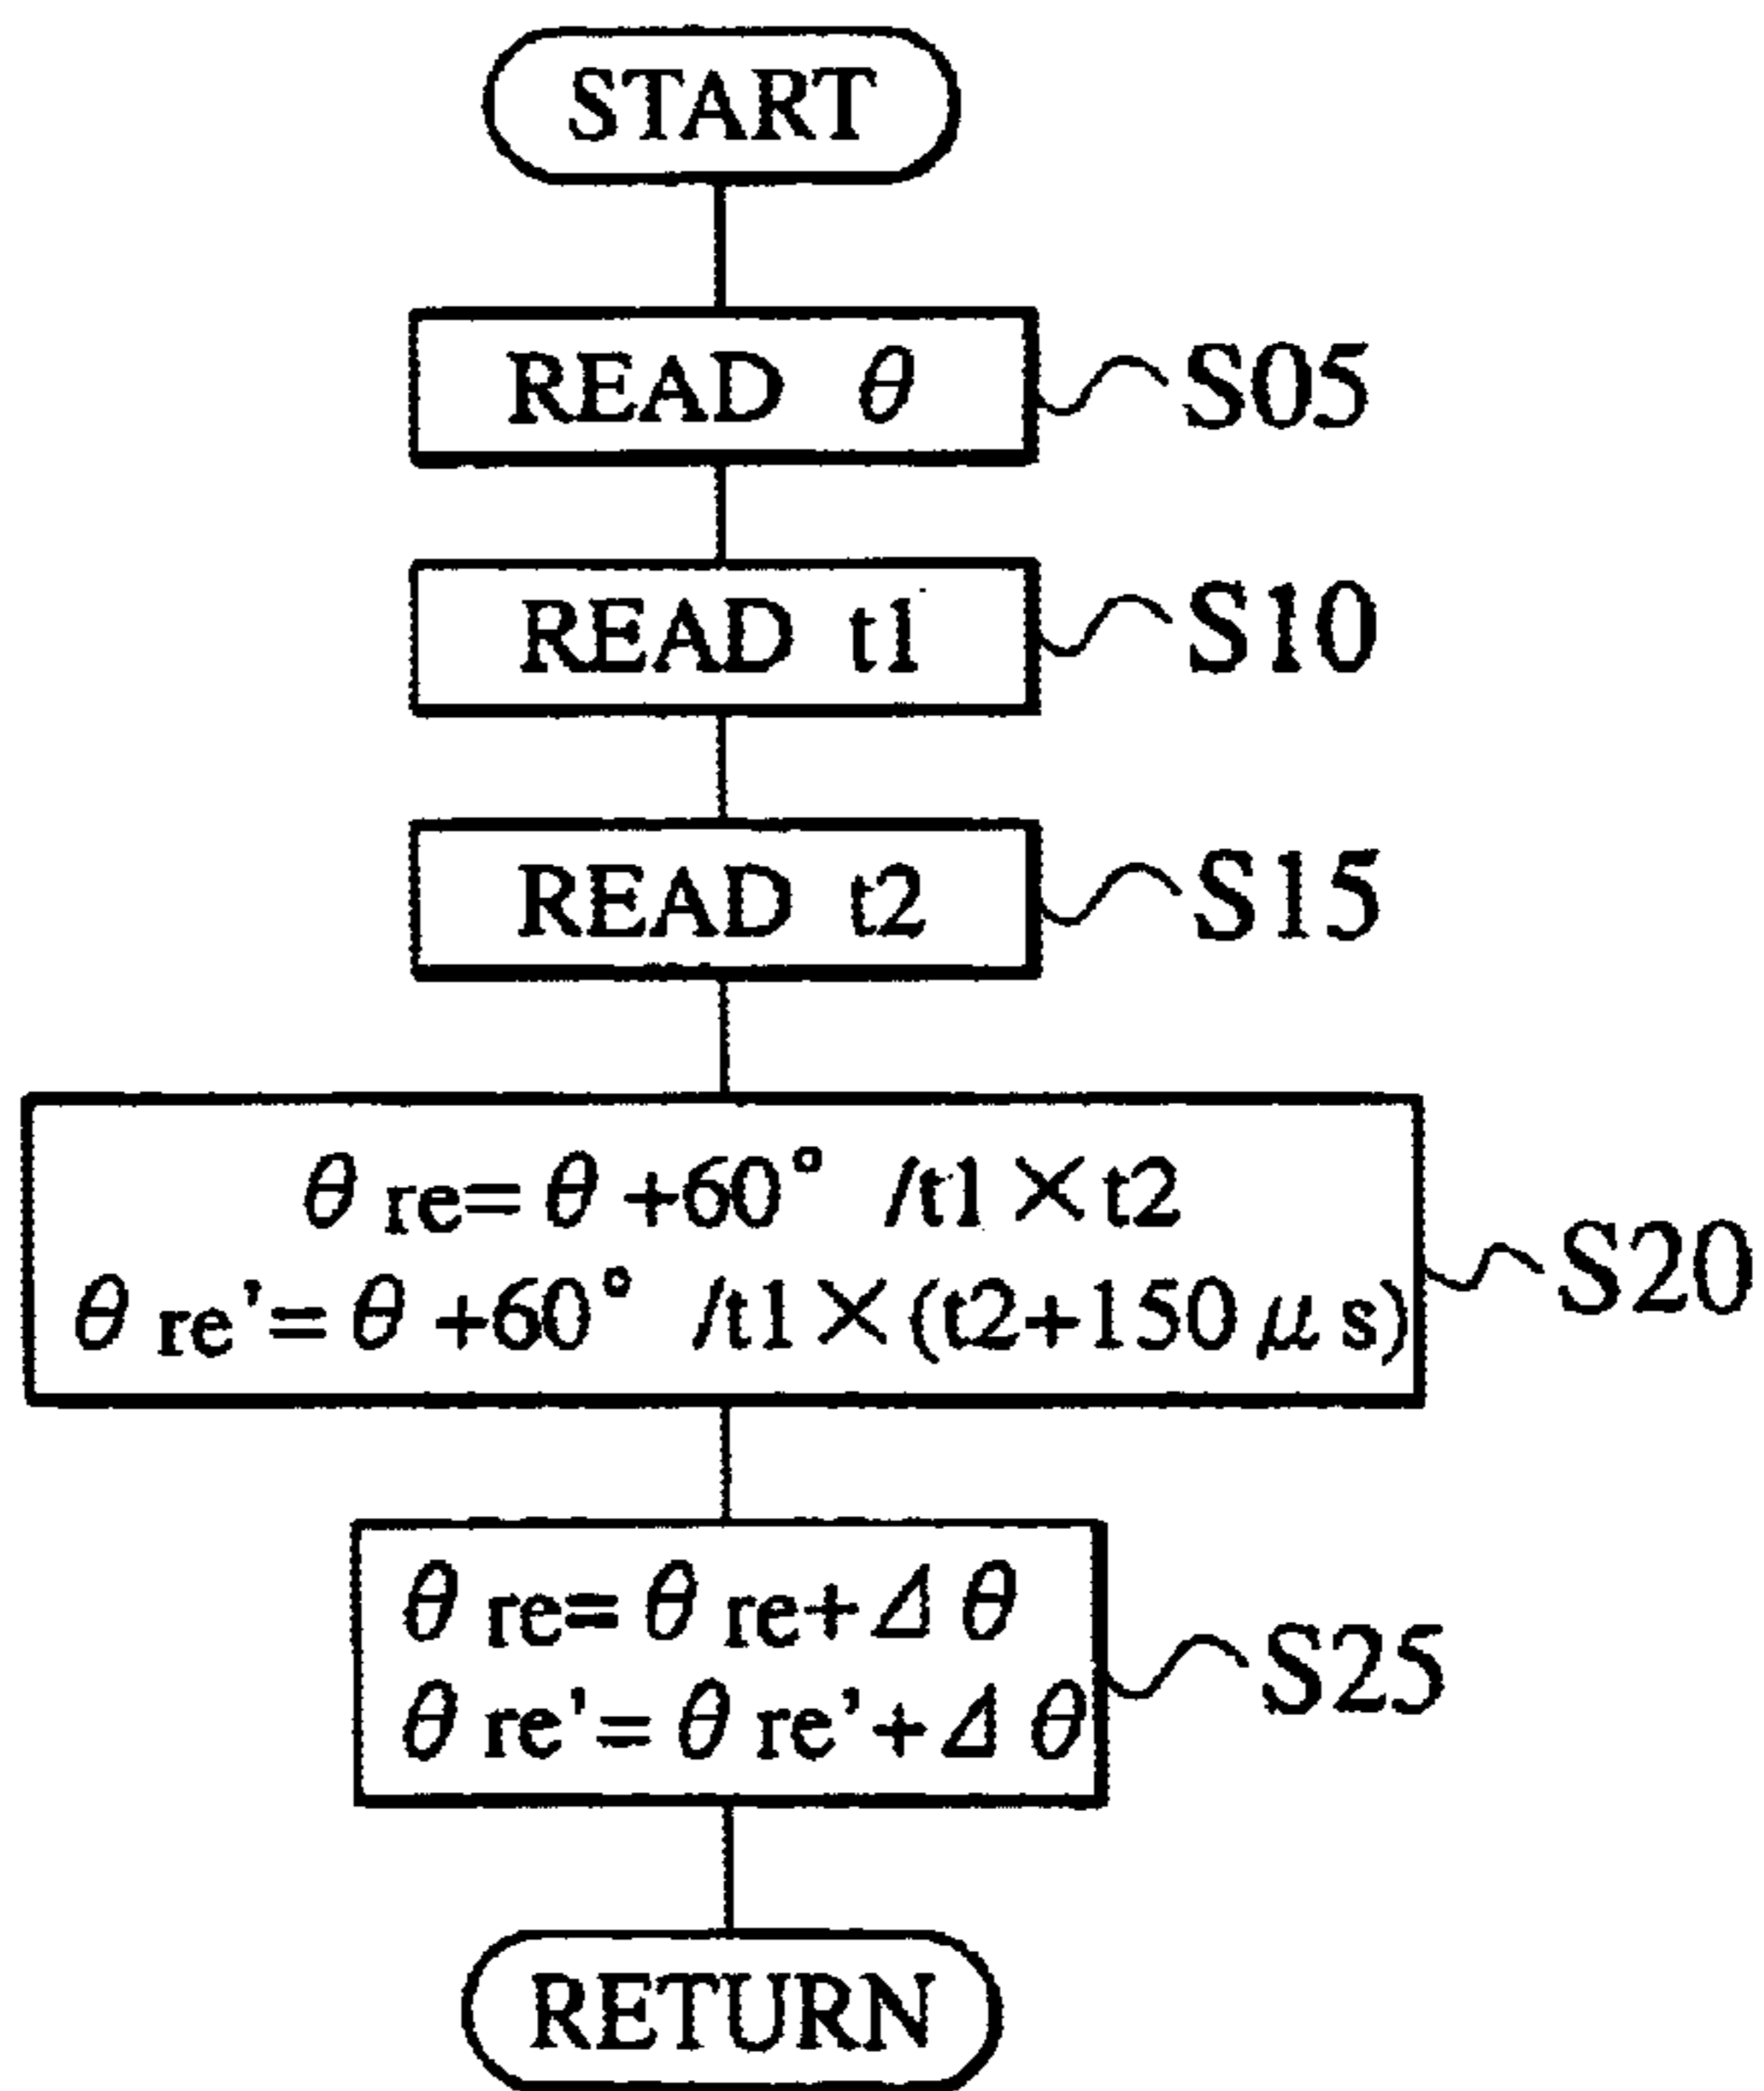 START
READ θ
S05
READ t1
S10
READ t2
S15
θ re= θ +60° /t1 × t2
θ re'= θ +60° /t1 × (t2+150 μ s)
S20
θ re= θ re+Δ θ
θ re'= θ re'+Δ θ
S25
RETURN